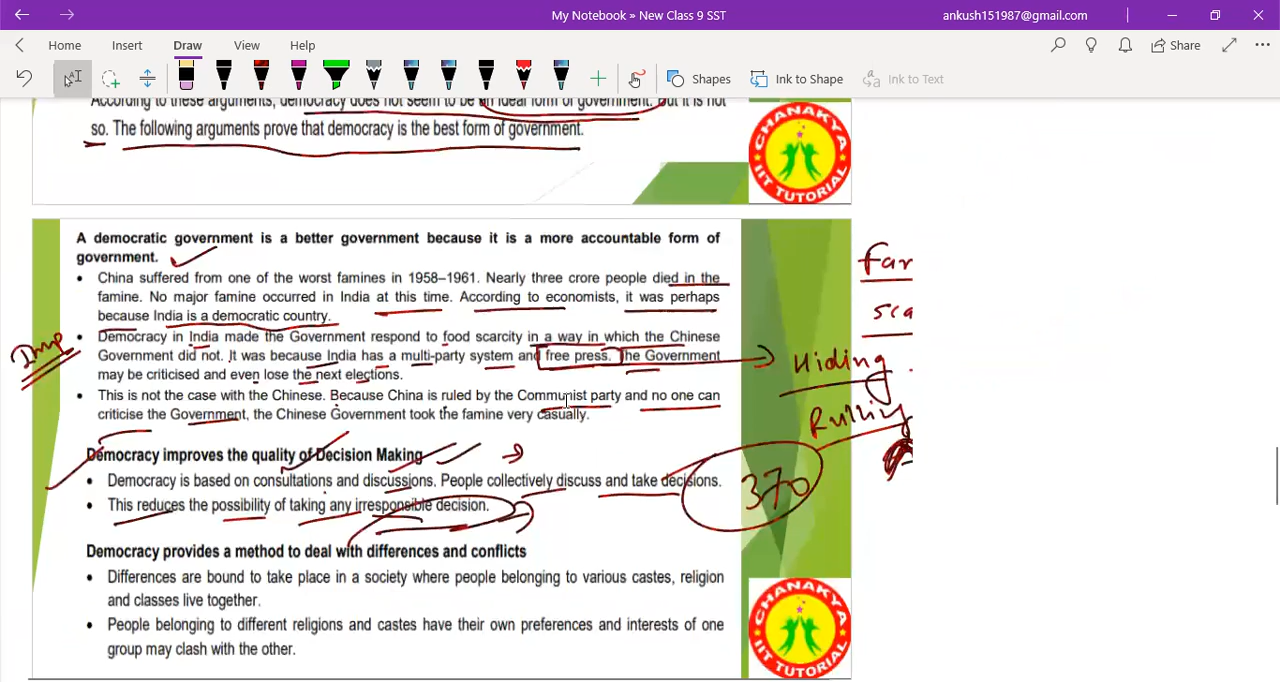 My Notebook » New Class 9 SST
ankush151987@gmail.com
Home Insert Draw View Help
Share
Shapes
Ink to Shape
Ink to Text
According to these arguments, democracy does not seem to be an ideal form of government. But it is not
so. The following arguments prove that democracy is the best form of government.
CHANAKYA
IIT TUTORIAL
A democratic government is a better government because it is a more accountable form of
government.
• China suffered from one of the worst famines in 1958–1961. Nearly three crore people died in the
famine. No major famine occurred in India at this time. According to economists, it was perhaps
because India is a democratic country.
• Democracy in India made the Government respond to food scarcity in a way in which the Chinese
Government did not. It was because India has a multi-party system and free press. The Government
may be criticised and even lose the next elections.
• This is not the case with the Chinese. Because China is ruled by the Communist party and no one can
criticise the Government, the Chinese Government took the famine very casually.
Imp
far
sca
Hiding
Rulling
Democracy improves the quality of Decision Making
• Democracy is based on consultations and discussions. People collectively discuss and take decisions.
• This reduces the possibility of taking any irresponsible decision.
370
Democracy provides a method to deal with differences and conflicts
• Differences are bound to take place in a society where people belonging to various castes, religion
and classes live together.
• People belonging to different religions and castes have their own preferences and interests of one
group may clash with the other.
CHANAKYA
IIT TUTORIAL